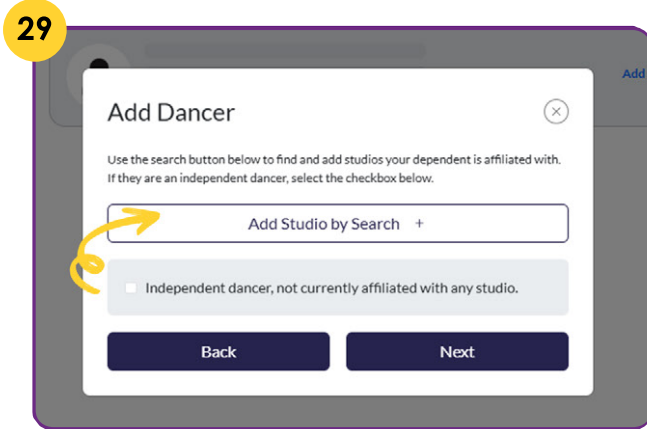 29
Add
Add Dancer
Use the search button below to find and add studios your dependent is affiliated with.
If they are an independent dancer, select the checkbox below.
Add Studio by Search +
Independent dancer, not currently affiliated with any studio.
Back
Next